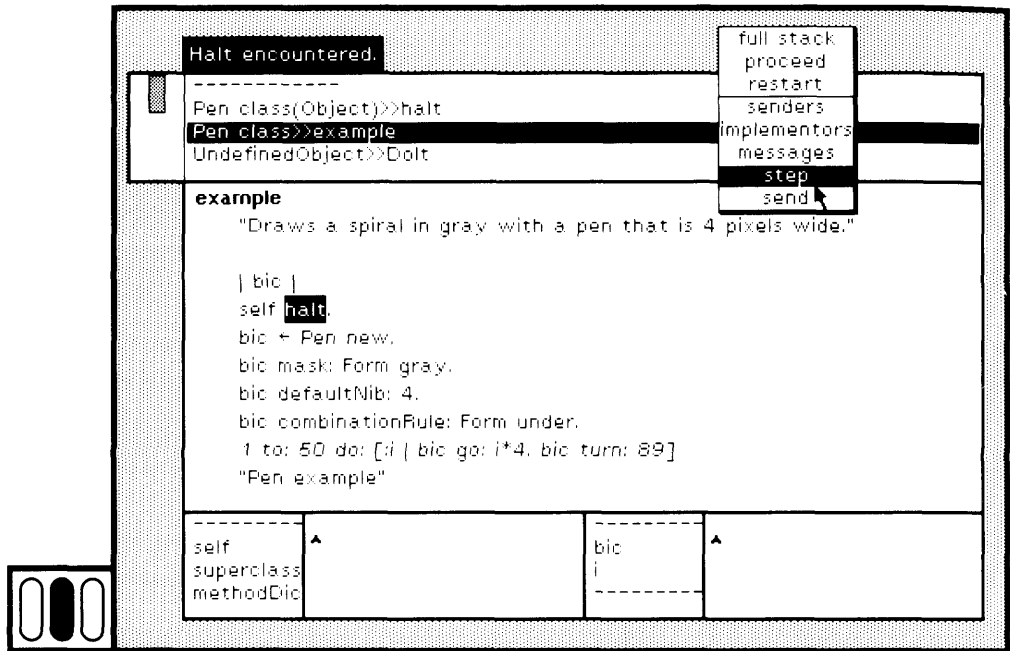 Halt encountered.
full stack
proceed
restart
senders
implementors
messages
step
send
------------
Pen class(Object)>>halt
Pen class>>example
UndefinedObject>>DoIt
example
"Draws a spiral in gray with a pen that is 4 pixels wide."
| bic |
self halt.
bic ← Pen new.
bic mask: Form gray.
bic defaultNib: 4.
bic combinationRule: Form under.
1 to: 50 do: [:i | bic go: i*4. bic turn: 89]
"Pen example"
----------
self
superclass
methodDic
----------
bic
i
----------